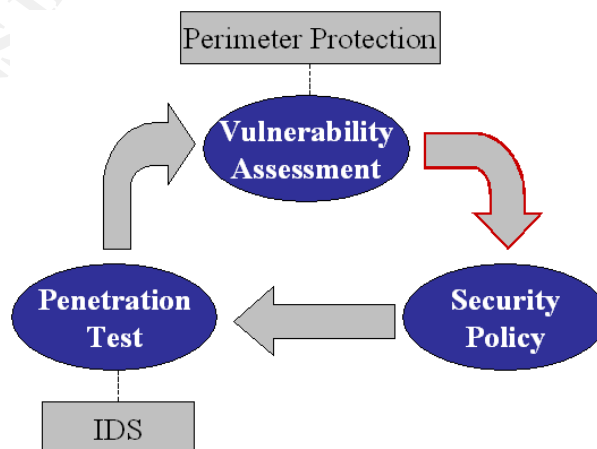 Perimeter Protection
Vulnerability
Assessment
Penetration
Test
Security
Policy
IDS